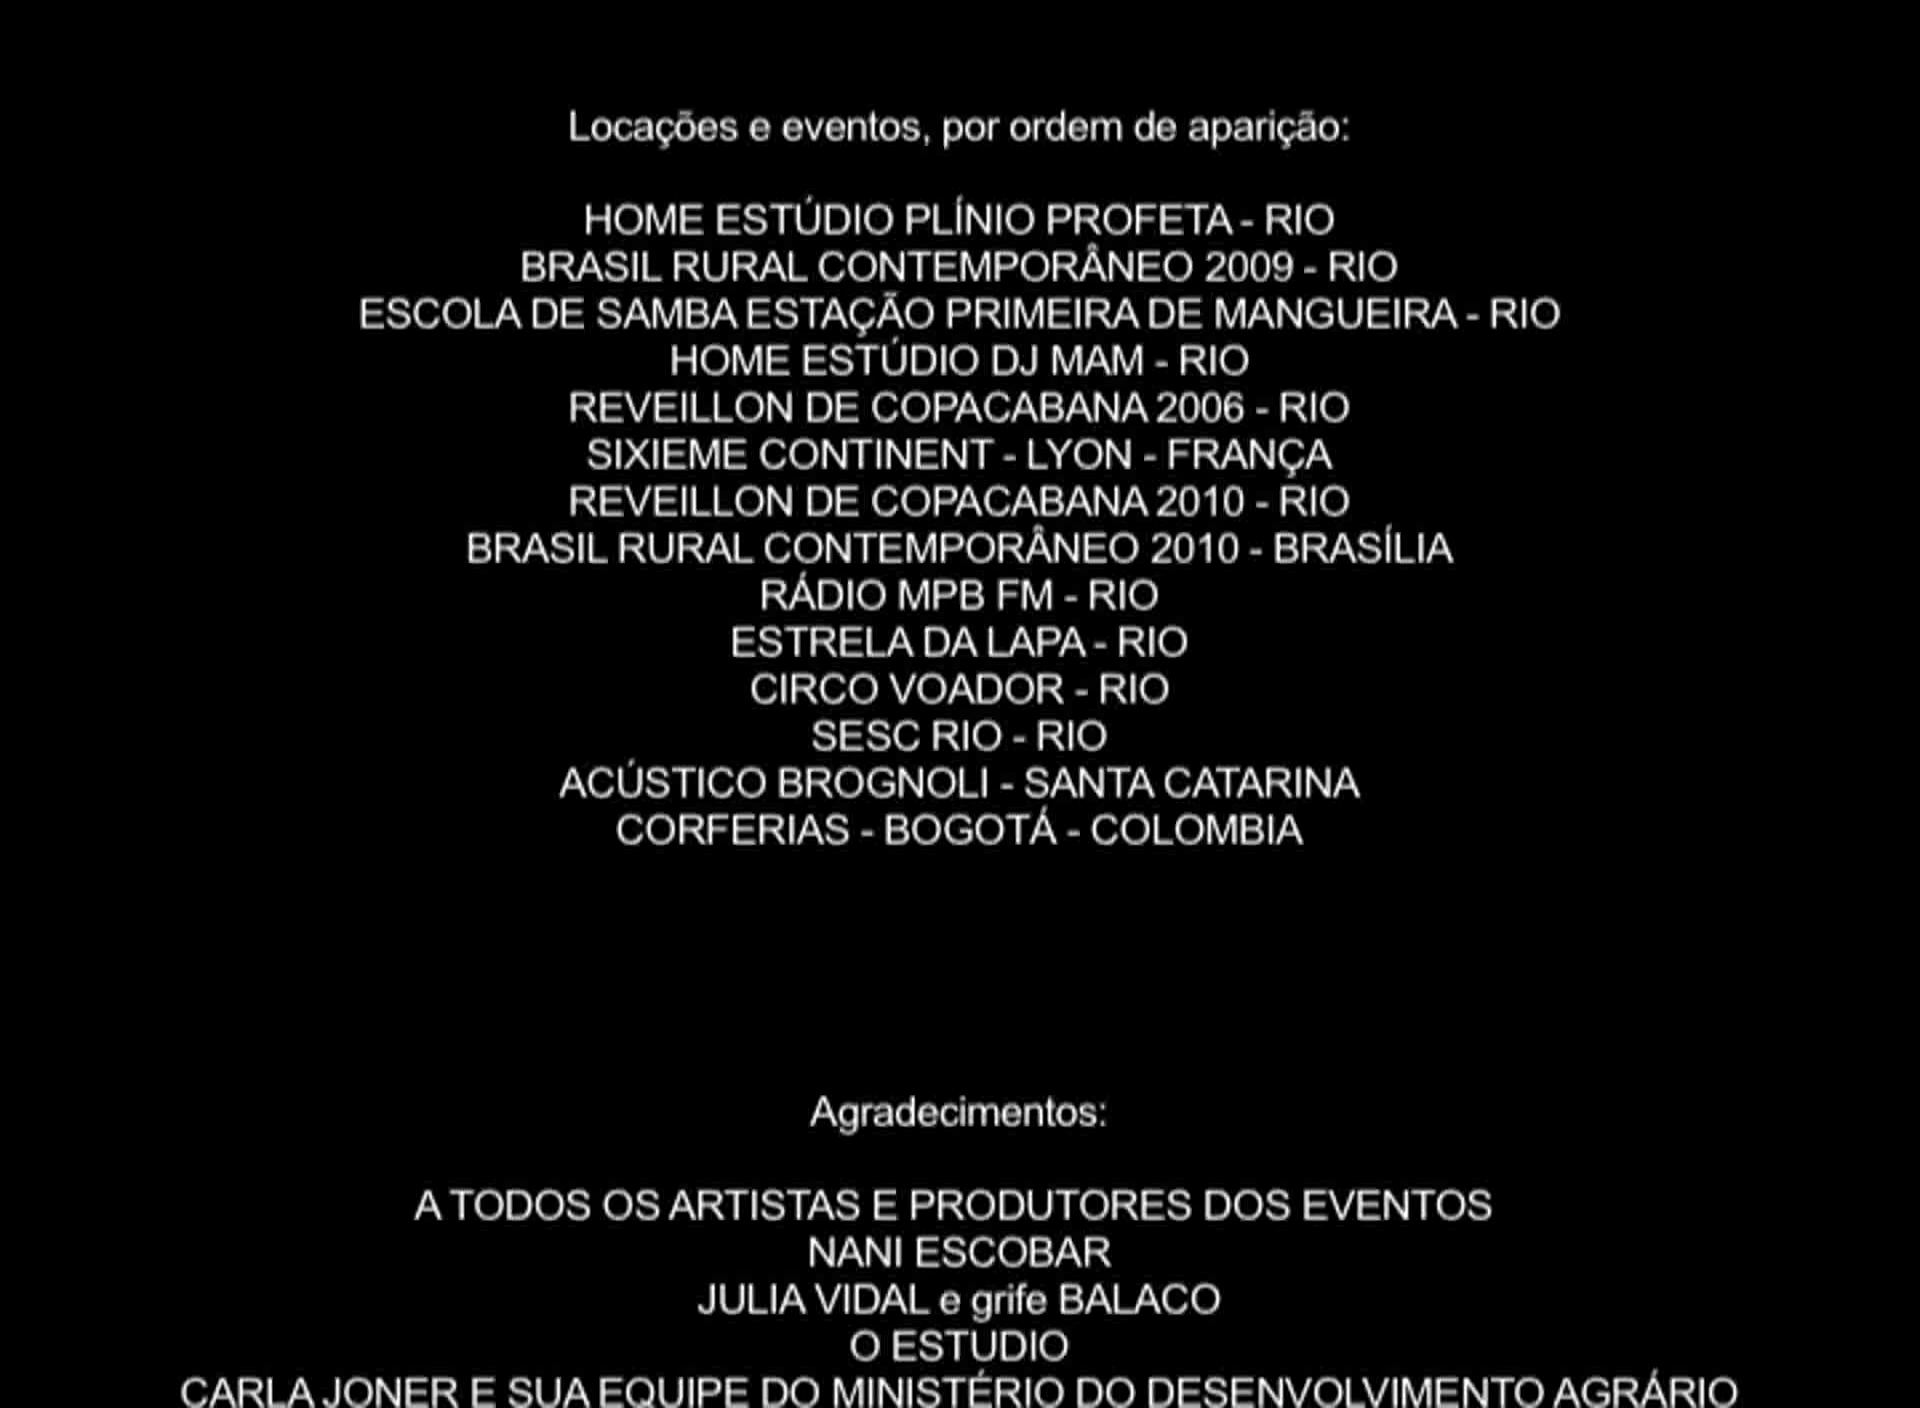 Locações e eventos, por ordem de aparição:
HOME ESTÚDIO PLÍNIO PROFETA - RIO
BRASIL RURAL CONTEMPORÂNEO 2009 - RIO
ESCOLA DE SAMBA ESTAÇÃO PRIMEIRA DE MANGUEIRA - RIO
HOME ESTÚDIO DJ MAM - RIO
REVEILLON DE COPACABANA 2006 - RIO
SIXIEME CONTINENT - LYON - FRANÇA
REVEILLON DE COPACABANA 2010 - RIO
BRASIL RURAL CONTEMPORÂNEO 2010 - BRASÍLIA
RÁDIO MPB FM - RIO
ESTRELA DA LAPA - RIO
CIRCO VOADOR - RIO
SESC RIO - RIO
ACÚSTICO BROGNOLI - SANTA CATARINA
CORFERIAS - BOGOTÁ - COLOMBIA
Agradecimentos:
A TODOS OS ARTISTAS E PRODUTORES DOS EVENTOS
NANI ESCOBAR
JULIA VIDAL e grife BALACO
O ESTUDIO
CARLA JONER E SUA EQUIPE DO MINISTÉRIO DO DESENVOLVIMENTO AGRÁRIO